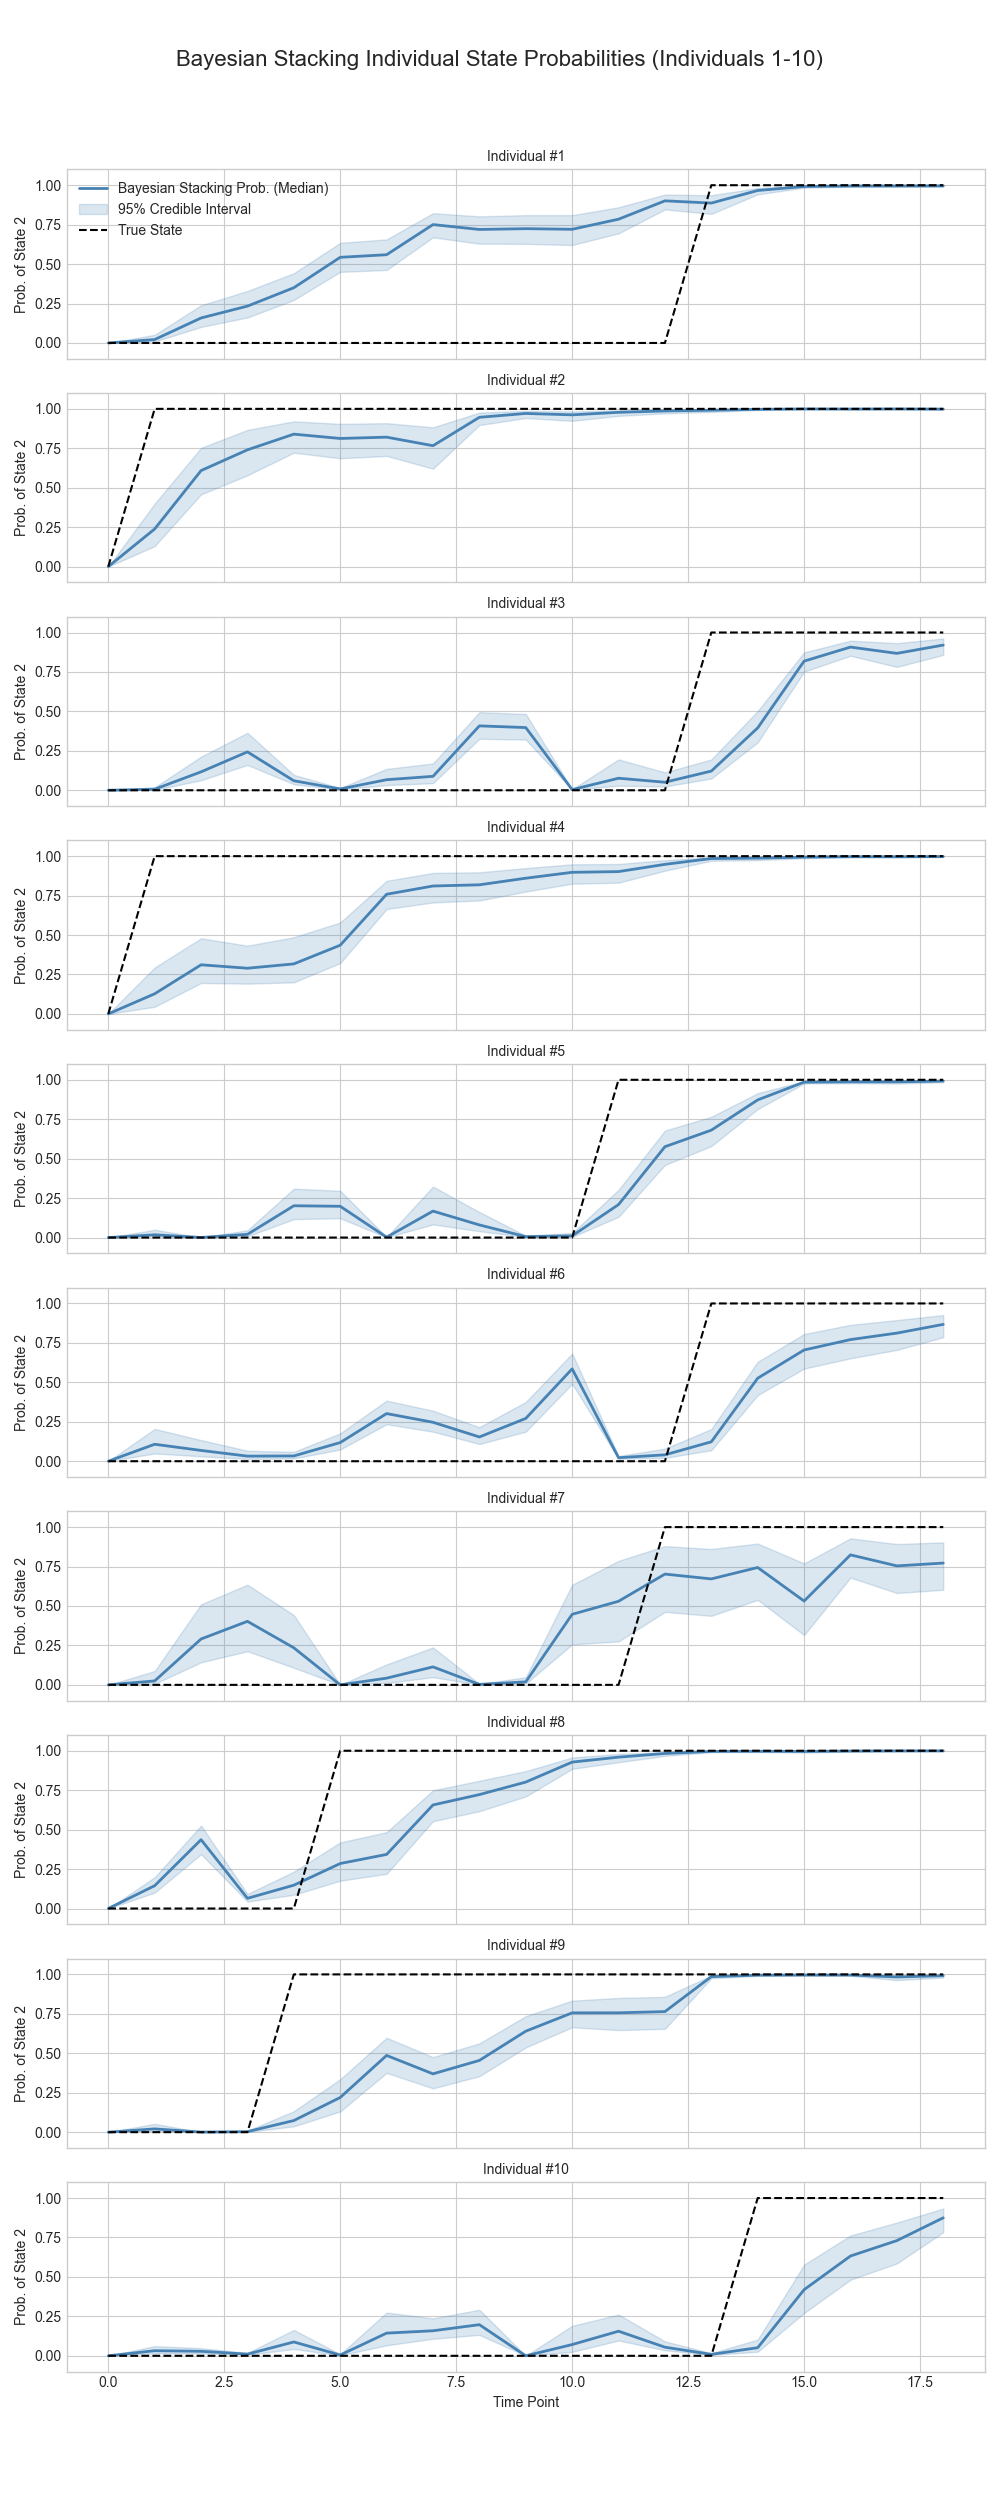 Bayesian Stacking Individual State Probabilities (Individuals 1-10)
Individual #1
1.00
0.75
0.50
0.25
0.00
Prob. of State 2
Bayesian Stacking Prob. (Median)
95% Credible Interval
True State
Individual #2
1.00
0.75
0.50
0.25
0.00
Prob. of State 2
Individual #3
1.00
0.75
0.50
0.25
0.00
Prob. of State 2
Individual #4
1.00
0.75
0.50
0.25
0.00
Prob. of State 2
Individual #5
1.00
0.75
0.50
0.25
0.00
Prob. of State 2
Individual #6
1.00
0.75
0.50
0.25
0.00
Prob. of State 2
Individual #7
1.00
0.75
0.50
0.25
0.00
Prob. of State 2
Individual #8
1.00
0.75
0.50
0.25
0.00
Prob. of State 2
Individual #9
1.00
0.75
0.50
0.25
0.00
Prob. of State 2
Individual #10
1.00
0.75
0.50
0.25
0.00
Prob. of State 2
0.0 2.5 5.0 7.5 10.0 12.5 15.0 17.5
Time Point